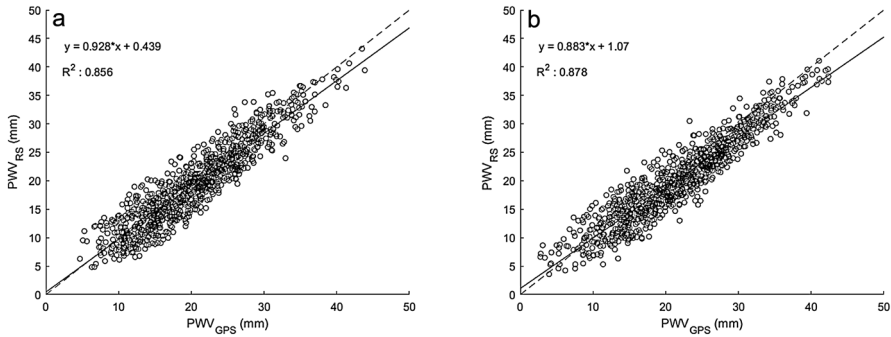 a
y = 0.928*x + 0.439
R² : 0.856
50
45
40
35
30
25
20
15
10
5
0
PWV_RS (mm)
0 10 20 30 40 50
PWV_GPS (mm)
b
y = 0.883*x + 1.07
R² : 0.878
50
45
40
35
30
25
20
15
10
5
0
PWV_RS (mm)
0 10 20 30 40 50
PWV_GPS (mm)